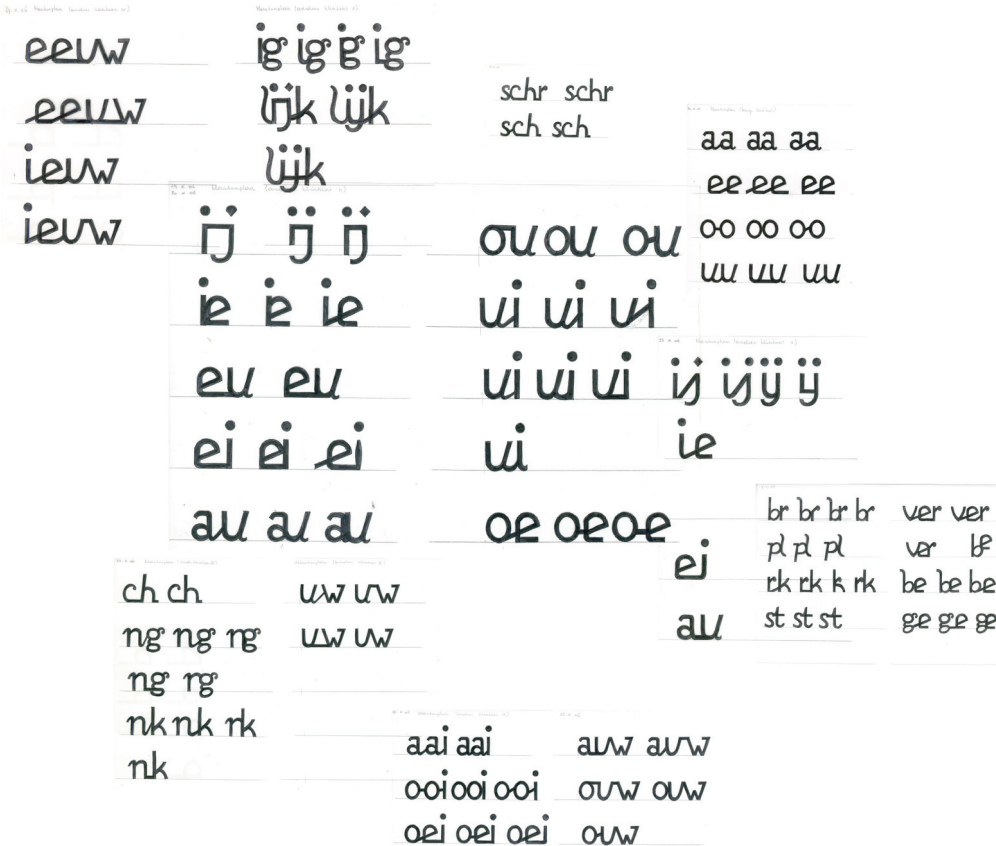 eeuw
eeuw
ieuw
ieuw
ig ig ig ig
lijk lijk
lijk
schr schr
sch sch
aa aa aa
ee ee ee
oo oo oo
uu uu uu
ij ij ij
ie ie ie
eu eu
ei ei ei
au au au
ou ou ou
ui ui ui
ui ui ui
ui
oe oe oe
ij ij ij ij
ie
ei
au
br br br br
pl pl pl
rk rk k rk
st st st
ver ver
ver
be be be
ge ge ge
ch ch
ng ng ng
ng ng
nk nk nk
nk
uw uw
uw uw
aai aai
ooi ooi ooi
oei oei oei
auw auw
ouw ouw
ouw